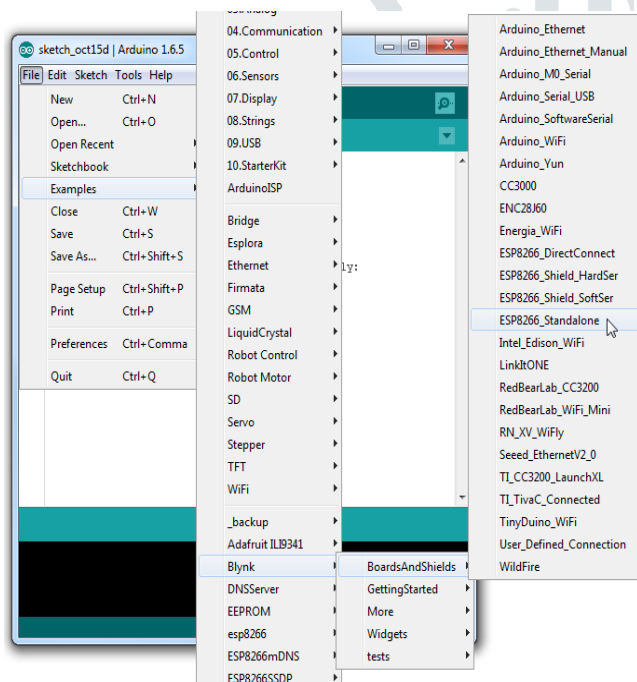 sketch_oct15d | Arduino 1.6.5
File Edit Sketch Tools Help
New Ctrl+N
Open... Ctrl+O
Open Recent
Sketchbook
Examples
Close Ctrl+W
Save Ctrl+S
Save As... Ctrl+Shift+S
Page Setup Ctrl+Shift+P
Print Ctrl+P
Preferences Ctrl+Comma
Quit Ctrl+Q
03.Analog
04.Communication
05.Control
06.Sensors
07.Display
08.Strings
09.USB
10.StarterKit
ArduinoISP
Bridge
Esplora
Ethernet
Firmata
GSM
LiquidCrystal
Robot Control
Robot Motor
SD
Servo
Stepper
TFT
WiFi
_backup
Adafruit ILI9341
Blynk
DNSServer
EEPROM
esp8266
ESP8266mDNS
ESP8266SSDP
ly:
BoardsAndShields
GettingStarted
More
Widgets
tests
Arduino_Ethernet
Arduino_Ethernet_Manual
Arduino_M0_Serial
Arduino_Serial_USB
Arduino_SoftwareSerial
Arduino_WiFi
Arduino_Yun
CC3000
ENC28J60
Energia_WiFi
ESP8266_DirectConnect
ESP8266_Shield_HardSer
ESP8266_Shield_SoftSer
ESP8266_Standalone
Intel_Edison_WiFi
LinkItONE
RedBearLab_CC3200
RedBearLab_WiFi_Mini
RN_XV_WiFly
Seeed_EthernetV2_0
TI_CC3200_LaunchXL
TI_TivaC_Connected
TinyDuino_WiFi
User_Defined_Connection
WildFire